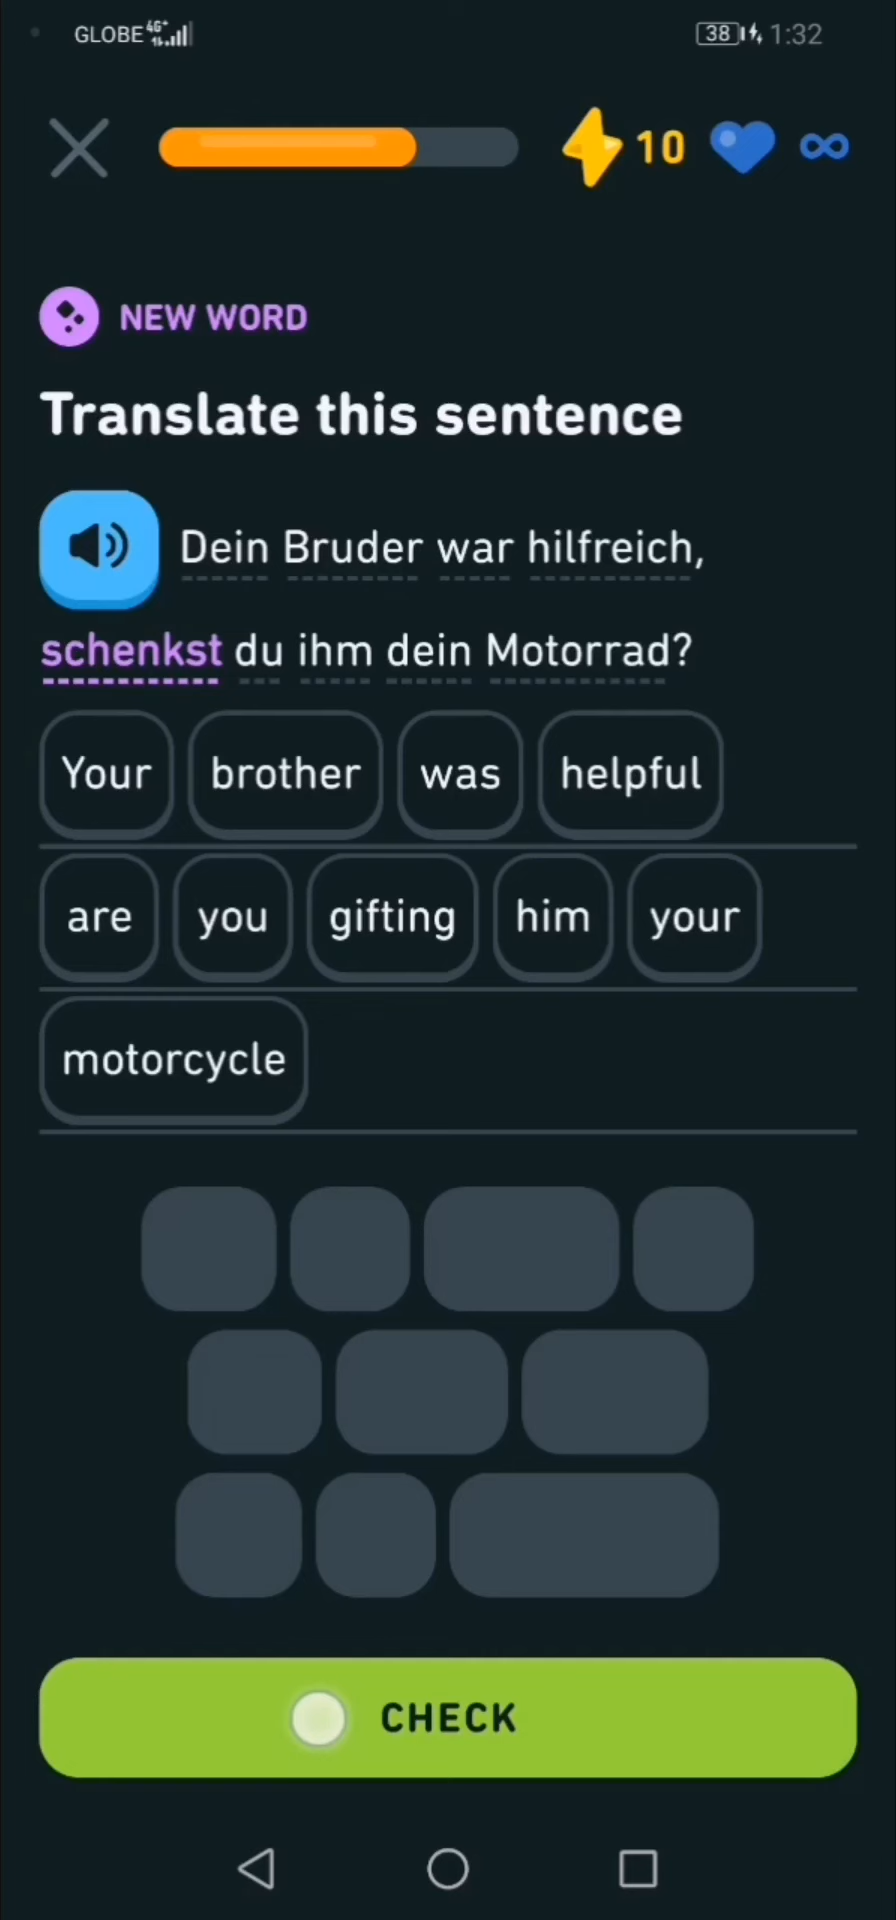 GLOBE 4G+ 38 1:32
10 ∞
NEW WORD
Translate this sentence
Dein Bruder war hilfreich,
schenkst du ihm dein Motorrad?
Your brother was helpful
are you gifting him your
motorcycle
CHECK